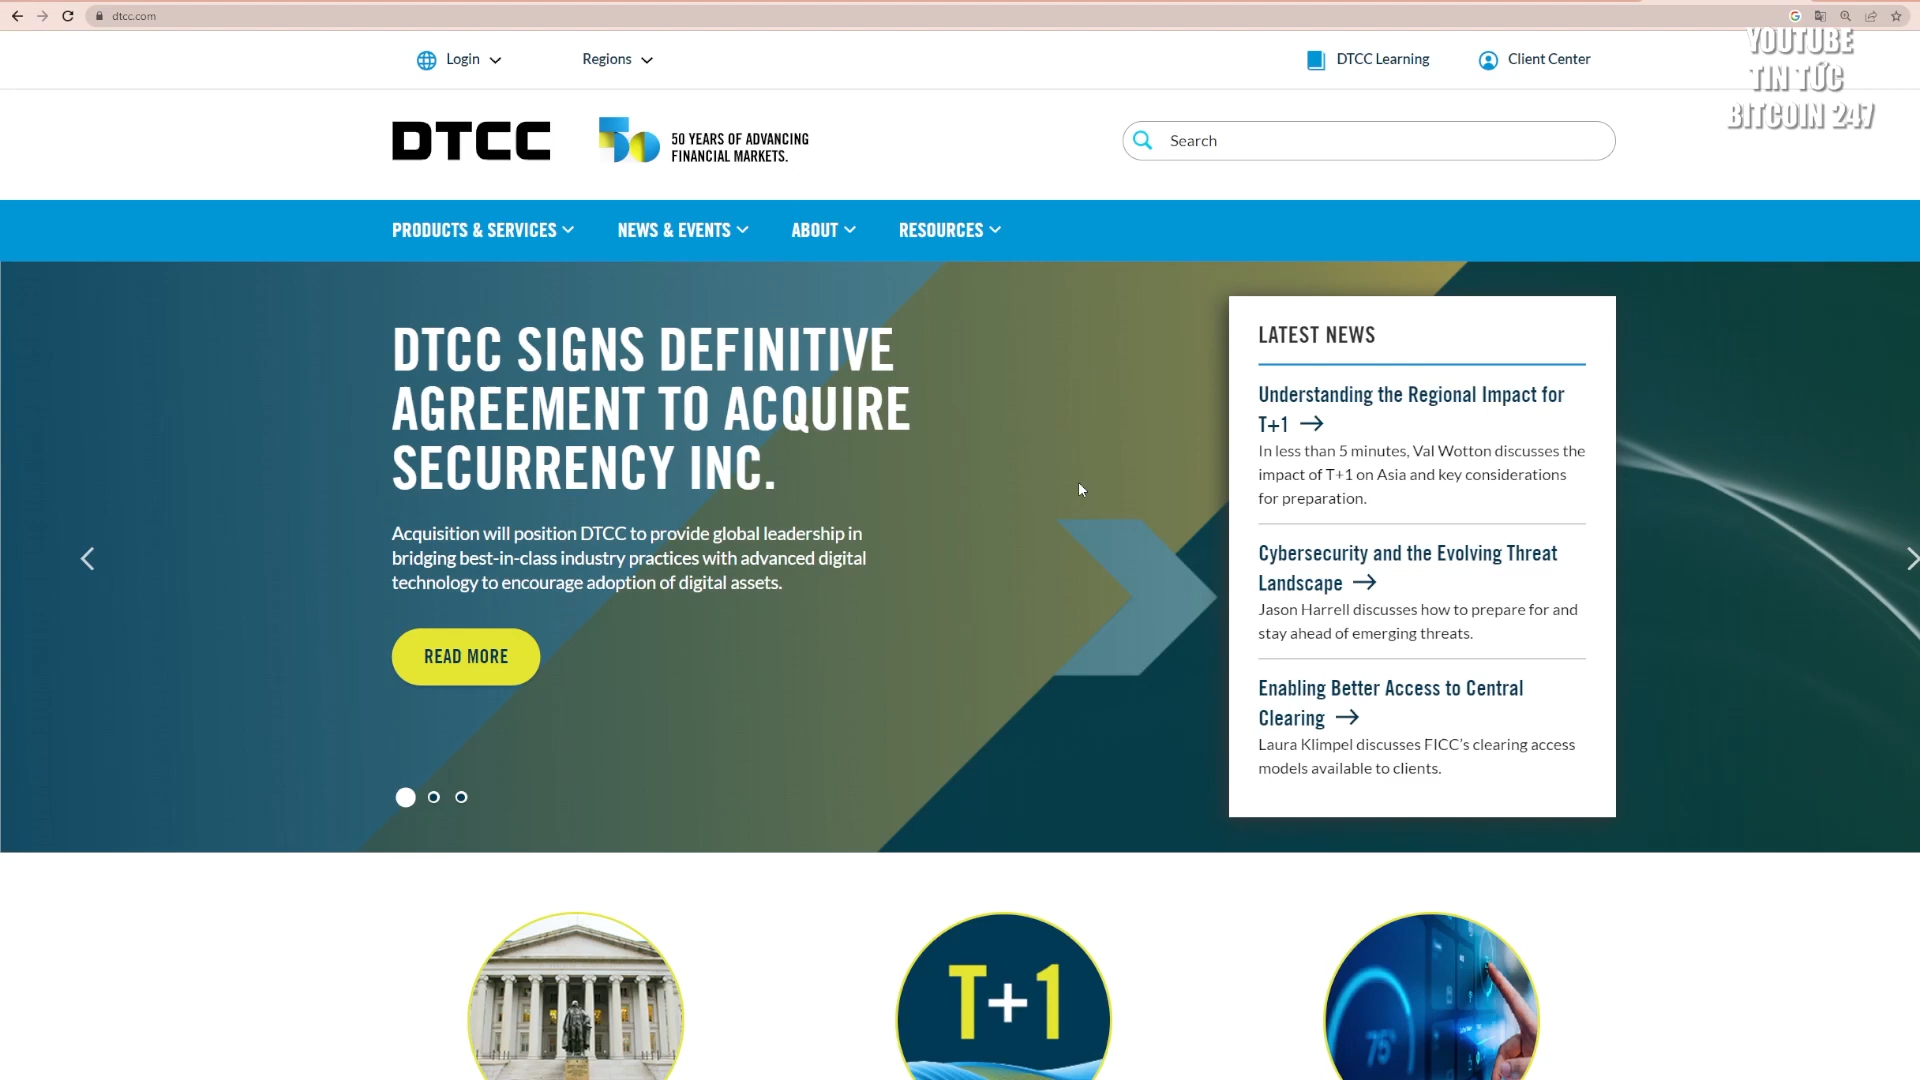 dtcc.com
YOUTUBE
TIN TỨC
BITCOIN 247
Login
Regions
DTCC Learning
Client Center
DTCC
50
50 YEARS OF ADVANCING
FINANCIAL MARKETS.
Search
PRODUCTS & SERVICES
NEWS & EVENTS
ABOUT
RESOURCES
DTCC SIGNS DEFINITIVE
AGREEMENT TO ACQUIRE
SECURRENCY INC.
Acquisition will position DTCC to provide global leadership in
bridging best-in-class industry practices with advanced digital
technology to encourage adoption of digital assets.
READ MORE
LATEST NEWS
Understanding the Regional Impact for
T+1
In less than 5 minutes, Val Wotton discusses the
impact of T+1 on Asia and key considerations
for preparation.
Cybersecurity and the Evolving Threat
Landscape
Jason Harrell discusses how to prepare for and
stay ahead of emerging threats.
Enabling Better Access to Central
Clearing
Laura Klimpel discusses FICC's clearing access
models available to clients.
T+1
75